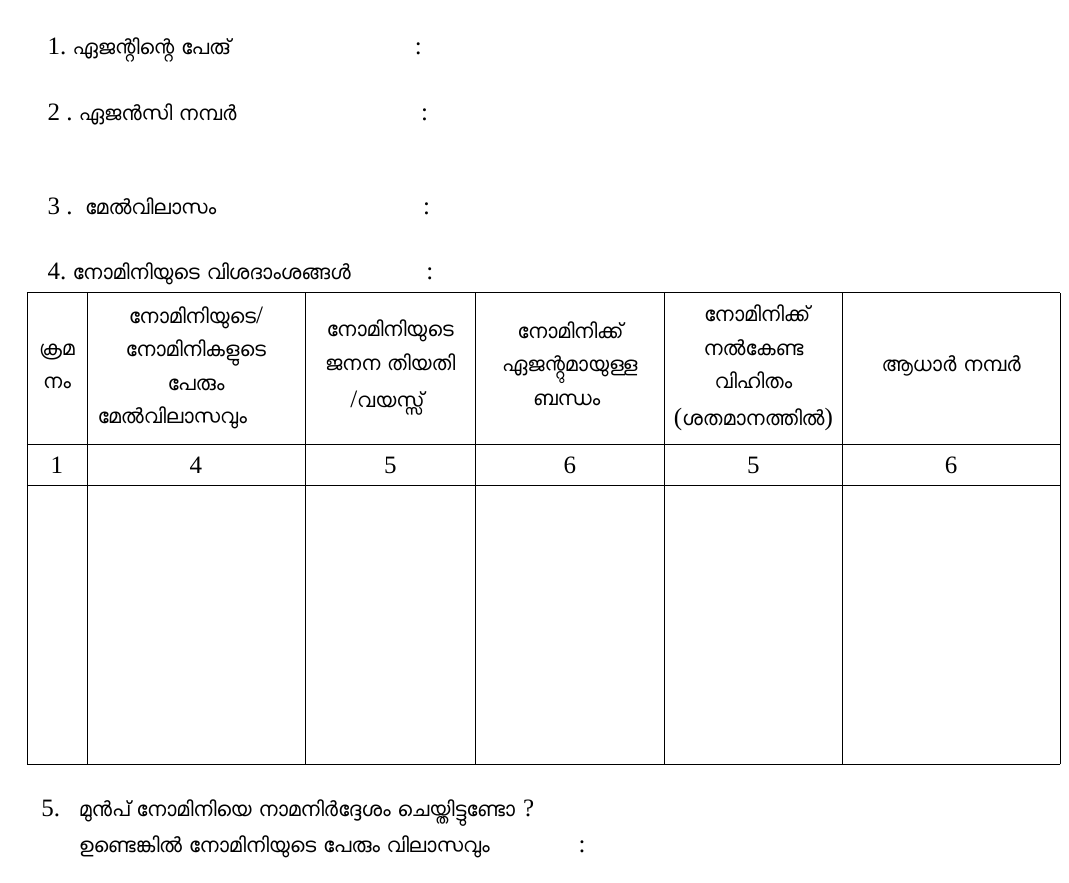 1. ഏജന്റിന്റെ പേര്‌ :
2 . ഏജൻസി നമ്പർ :
3 . മേൽവിലാസം :
4. നോമിനിയുടെ വിശദാംശങ്ങൾ :
ക്രമ നം
നോമിനിയുടെ/ നോമിനികളുടെ പേരും മേൽവിലാസവും
നോമിനിയുടെ ജനന തിയതി /വയസ്സ്
നോമിനിക്ക് ഏജന്റുമായുള്ള ബന്ധം
നോമിനിക്ക് നൽകേണ്ട വിഹിതം (ശതമാനത്തിൽ)
ആധാർ നമ്പർ
1 4 5 6 5 6
5. മുൻപ് നോമിനിയെ നാമനിർദ്ദേശം ചെയ്തിട്ടുണ്ടോ ?
ഉണ്ടെങ്കിൽ നോമിനിയുടെ പേരും വിലാസവും :